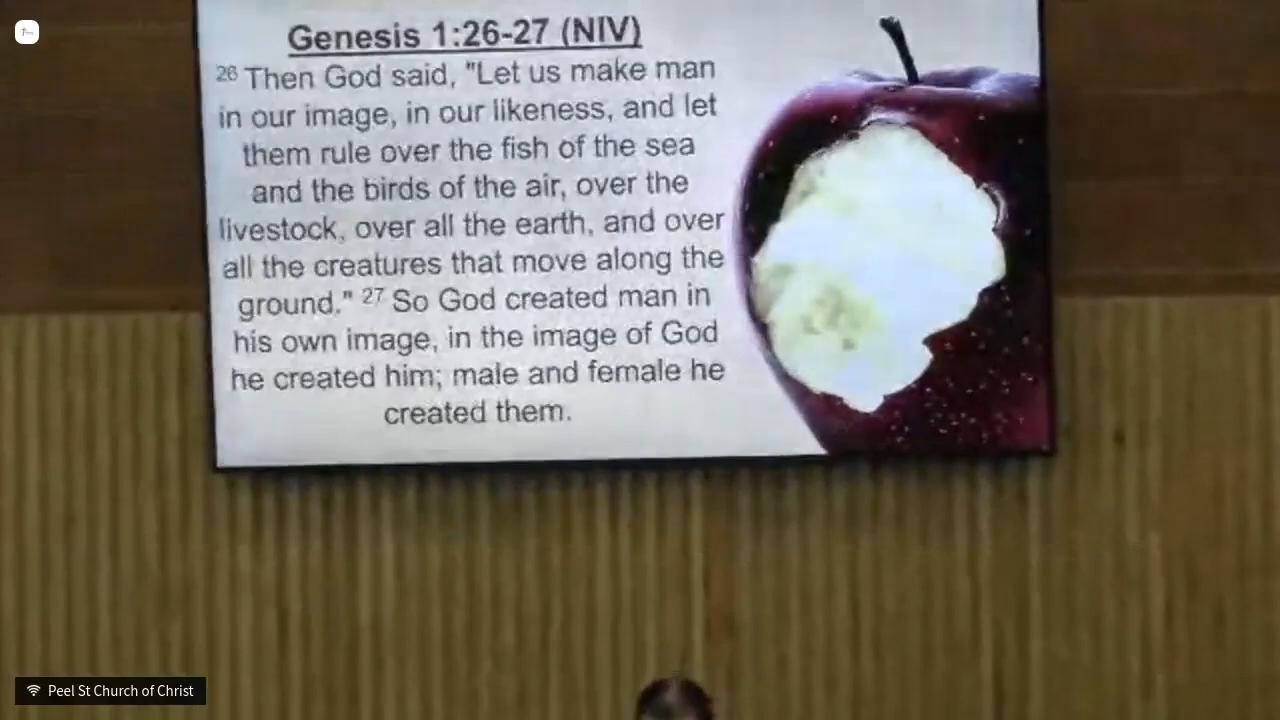 Genesis 1:26-27 (NIV)
26 Then God said, "Let us make man
in our image, in our likeness, and let
them rule over the fish of the sea
and the birds of the air, over the
livestock, over all the earth, and over
all the creatures that move along the
ground." 27 So God created man in
his own image, in the image of God
he created him; male and female he
created them.
Peel St Church of Christ